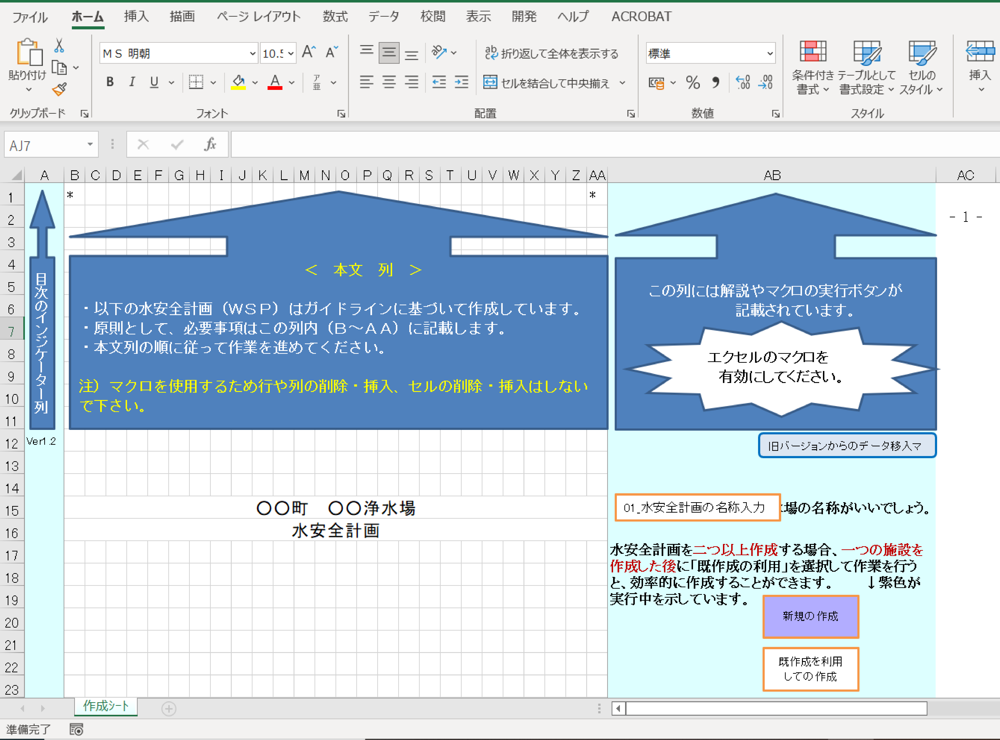 ファイル ホーム 挿入 描画 ページ レイアウト 数式 データ 校閲 表示 開発 ヘルプ ACROBAT
ＭＳ 明朝 10.5 A A ab 折り返して全体を表示する 標準
貼り付け B I U A ア亜 セルを結合して中央揃え % 条件付き書式 テーブルとして書式設定 セルのスタイル 挿入
クリップボード フォント 配置 数値 スタイル
AJ7 fx
A B C D E F G H I J K L M N O P Q R S T U V W X Y Z AA AB AC
1 * *
2 - 1 -
3
4
5
6
7
8
9
10
11
12
13
14
15
16
17
18
19
20
21
22
23
目次のインジケーター列
＜ 本文 列 ＞
・以下の水安全計画（ＷＳＰ）はガイドラインに基づいて作成しています。
・原則として、必要事項はこの列内（Ｂ～ＡＡ）に記載します。
・本文列の順に従って作業を進めてください。
注）マクロを使用するため行や列の削除・挿入、セルの削除・挿入はしない
で下さい。
この列には解説やマクロの実行ボタンが
記載されています。
エクセルのマクロを
有効にしてください。
Ver1.2
旧バージョンからのデータ移入マ
〇〇町 〇〇浄水場
水安全計画
01_水安全計画の名称入力 場の名称がいいでしょう。
水安全計画を二つ以上作成する場合、一つの施設を
作成した後に「既作成の利用」を選択して作業を行う
と、効率的に作成することができます。 ↓紫色が
実行中を示しています。
新規の作成
既作成を利用
しての作成
作成シート
準備完了